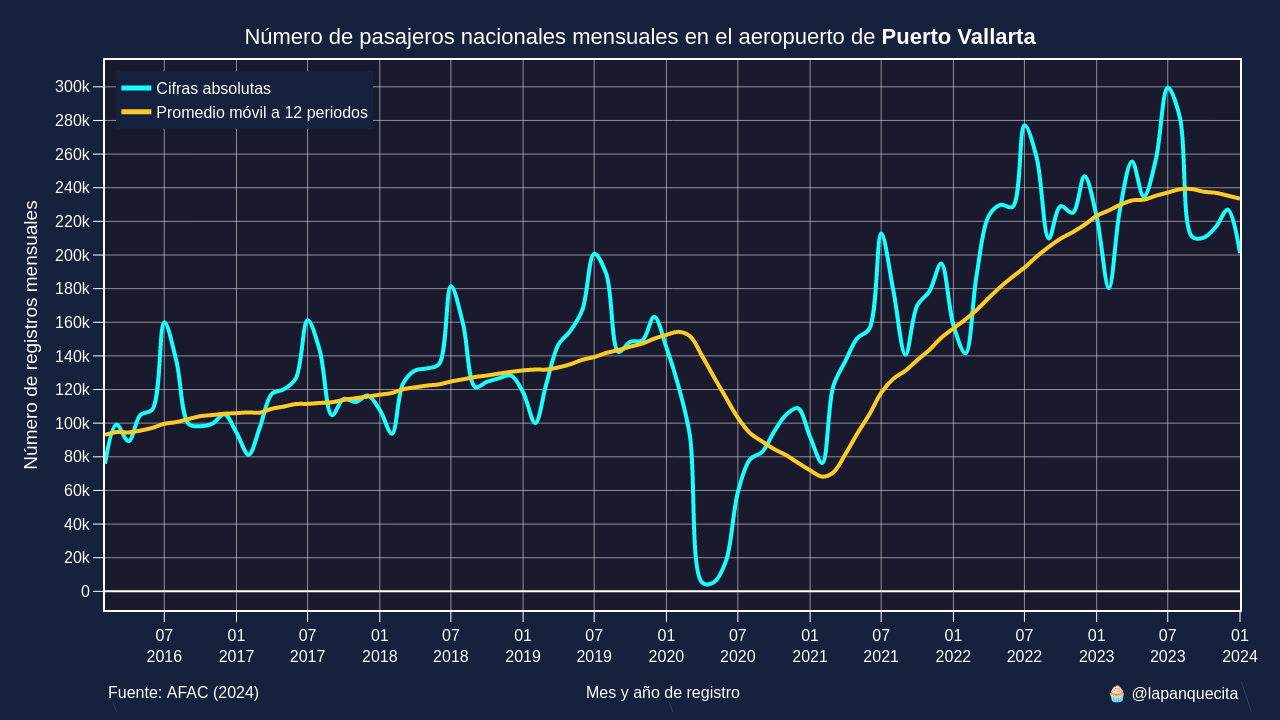 Número de pasajeros nacionales mensuales en el aeropuerto de Puerto Vallarta
Cifras absolutas
Promedio móvil a 12 periodos
Número de registros mensuales
300k
280k
260k
240k
220k
200k
180k
160k
140k
120k
100k
80k
60k
40k
20k
0
07 01 07 01 07 01 07 01 07 01 07 01 07 01 07 01
2016 2017 2017 2018 2018 2019 2019 2020 2020 2021 2021 2022 2022 2023 2023 2024
Fuente: AFAC (2024) Mes y año de registro 🧁 @lapanquecita